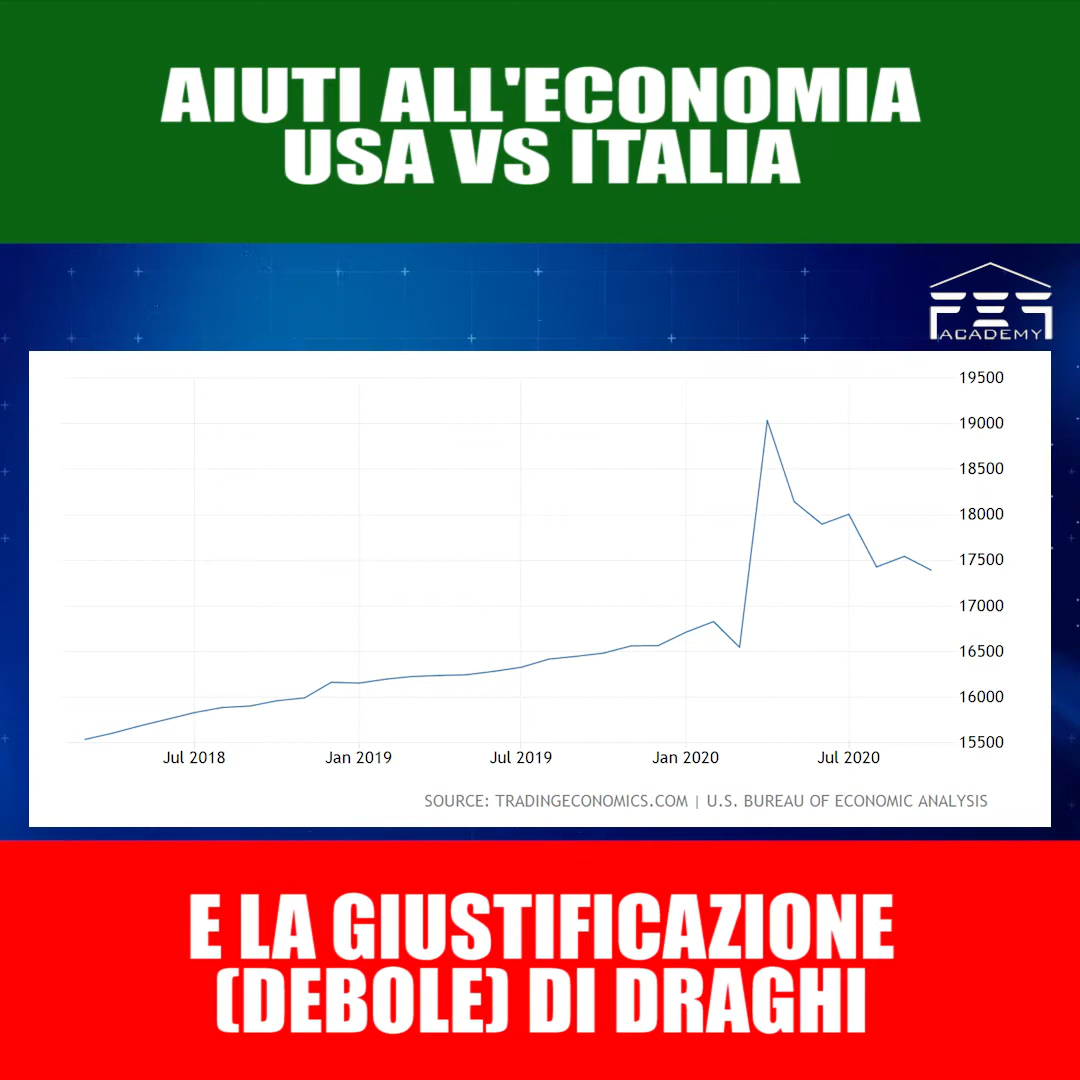 AIUTI ALL'ECONOMIA
USA VS ITALIA
ACADEMY
19500
19000
18500
18000
17500
17000
16500
16000
15500
Jul 2018 Jan 2019 Jul 2019 Jan 2020 Jul 2020
SOURCE: TRADINGECONOMICS.COM | U.S. BUREAU OF ECONOMIC ANALYSIS
E LA GIUSTIFICAZIONE
(DEBOLE) DI DRAGHI